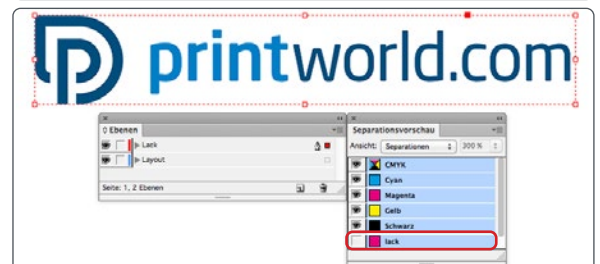 printworld.com
Ebenen
Lack
Layout
Seite: 1, 2 Ebenen
Separationsvorschau
Ansicht: Separationen 300 %
CMYK
Cyan
Magenta
Gelb
Schwarz
lack